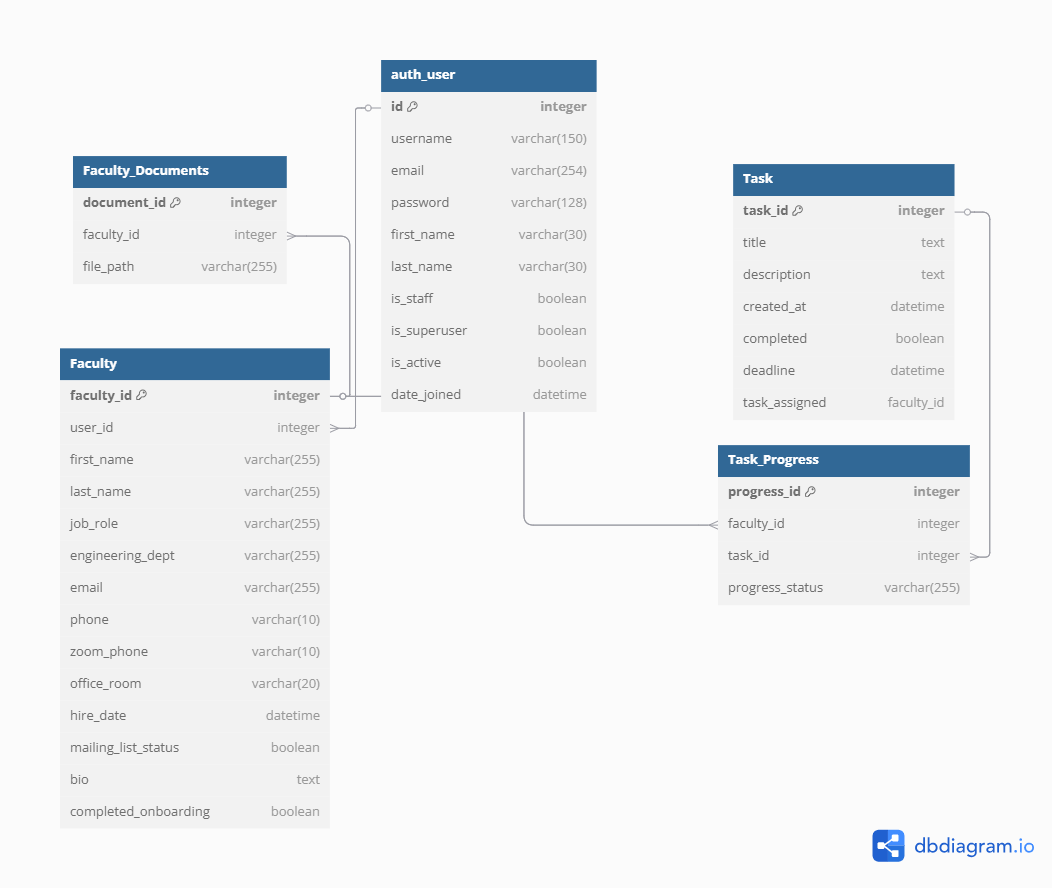 auth_user
id integer
username varchar(150)
email varchar(254)
password varchar(128)
first_name varchar(30)
last_name varchar(30)
is_staff boolean
is_superuser boolean
is_active boolean
date_joined datetime
Faculty_Documents
document_id integer
faculty_id integer
file_path varchar(255)
Faculty
faculty_id integer
user_id integer
first_name varchar(255)
last_name varchar(255)
job_role varchar(255)
engineering_dept varchar(255)
email varchar(255)
phone varchar(10)
zoom_phone varchar(10)
office_room varchar(20)
hire_date datetime
mailing_list_status boolean
bio text
completed_onboarding boolean
Task
task_id integer
title text
description text
created_at datetime
completed boolean
deadline datetime
task_assigned faculty_id
Task_Progress
progress_id integer
faculty_id integer
task_id integer
progress_status varchar(255)
dbdiagram.io